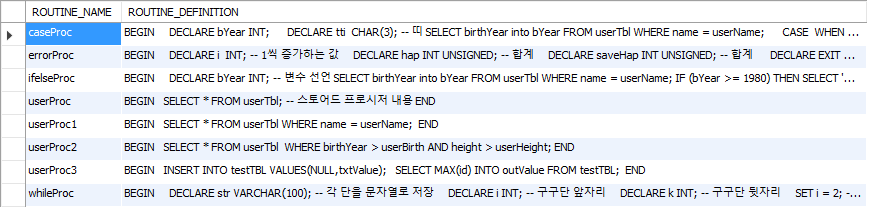 ROUTINE_NAME ROUTINE_DEFINITION
caseProc BEGIN DECLARE bYear INT; DECLARE tti CHAR(3); -- 띠 SELECT birthYear into bYear FROM userTbl WHERE name = userName; CASE WHEN ...
errorProc BEGIN DECLARE i INT; -- 1씩 증가하는 값 DECLARE hap INT UNSIGNED; -- 합계 DECLARE saveHap INT UNSIGNED; -- 합계 DECLARE EXIT ...
ifelseProc BEGIN DECLARE bYear INT; -- 변수 선언 SELECT birthYear into bYear FROM userTbl WHERE name = userName; IF (bYear >= 1980) THEN SELECT '...
userProc BEGIN SELECT * FROM userTbl; -- 스토어드 프로시저 내용 END
userProc1 BEGIN SELECT * FROM userTbl WHERE name = userName; END
userProc2 BEGIN SELECT * FROM userTbl WHERE birthYear > userBirth AND height > userHeight; END
userProc3 BEGIN INSERT INTO testTBL VALUES(NULL,txtValue); SELECT MAX(id) INTO outValue FROM testTBL; END
whileProc BEGIN DECLARE str VARCHAR(100); -- 각 단을 문자열로 저장 DECLARE i INT; -- 구구단 앞자리 DECLARE k INT; -- 구구단 뒷자리 SET i = 2; -...